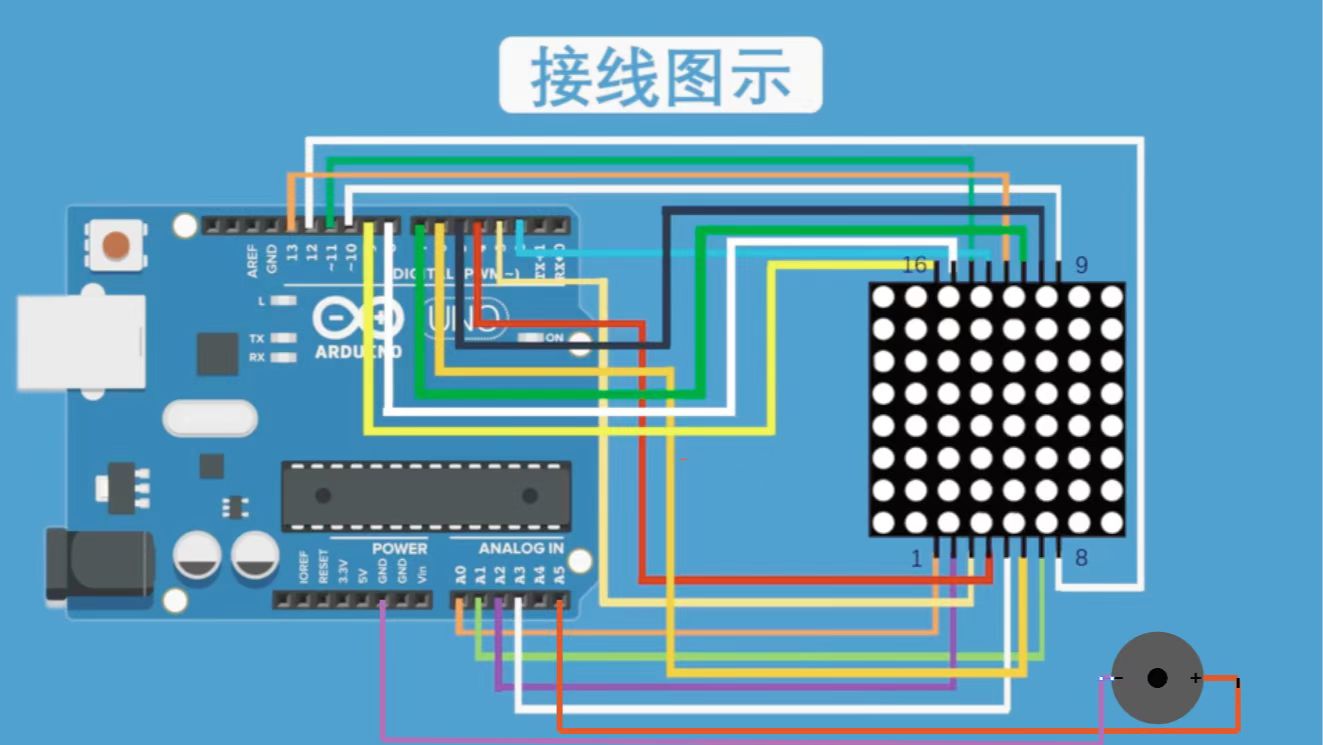 接线图示
16
9
AREF
GND
13
12
~11
~10
DIGITAL (PWM~)
TX→1
RX←0
L
TX
RX
UNO
ON
ARDUINO
1
8
POWER
ANALOG IN
IOREF
RESET
3.3V
5V
GND
GND
Vin
A0
A1
A2
A3
A4
A5
- +